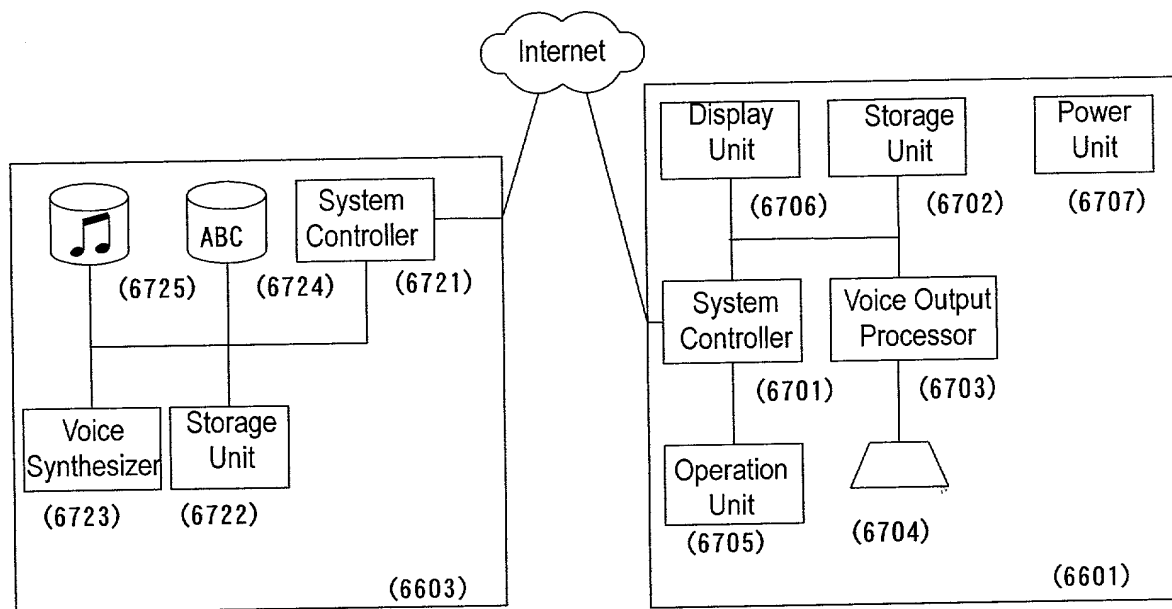 Internet
ABC
System
Controller
(6725)
(6724)
(6721)
Voice
Synthesizer
Storage
Unit
(6723)
(6722)
(6603)
Display
Unit
Storage
Unit
Power
Unit
(6706)
(6702)
(6707)
System
Controller
Voice Output
Processor
(6701)
(6703)
Operation
Unit
(6705)
(6704)
(6601)